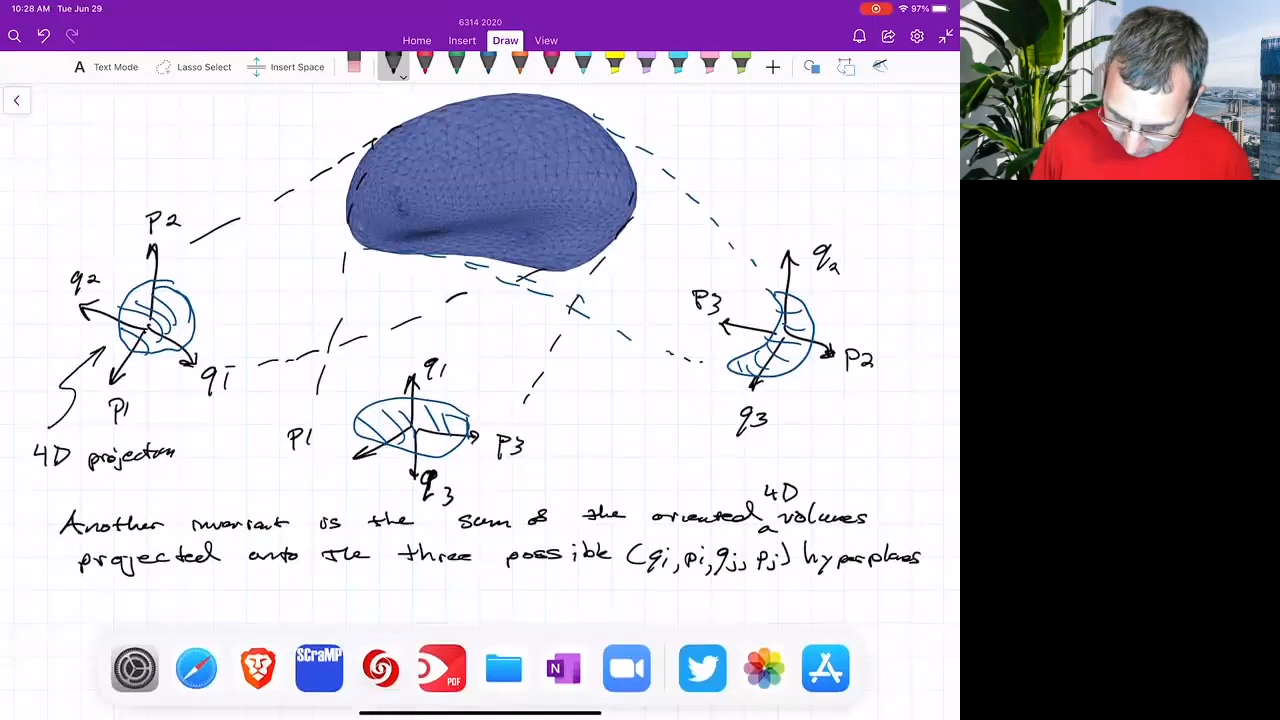 10:28 AM Tue Jun 29
97%
6314 2020
Home Insert Draw View
Text Mode Lasso Select Insert Space
P2
q2
q1
P1
4D projection
q1
P1
P3
q3
q2
P3
P2
q3
4D
Another invariant is the sum of the oriented volumes
projected onto the three possible (qi, pi, qj, pj) hyperplanes
SCraMP
PDF
N